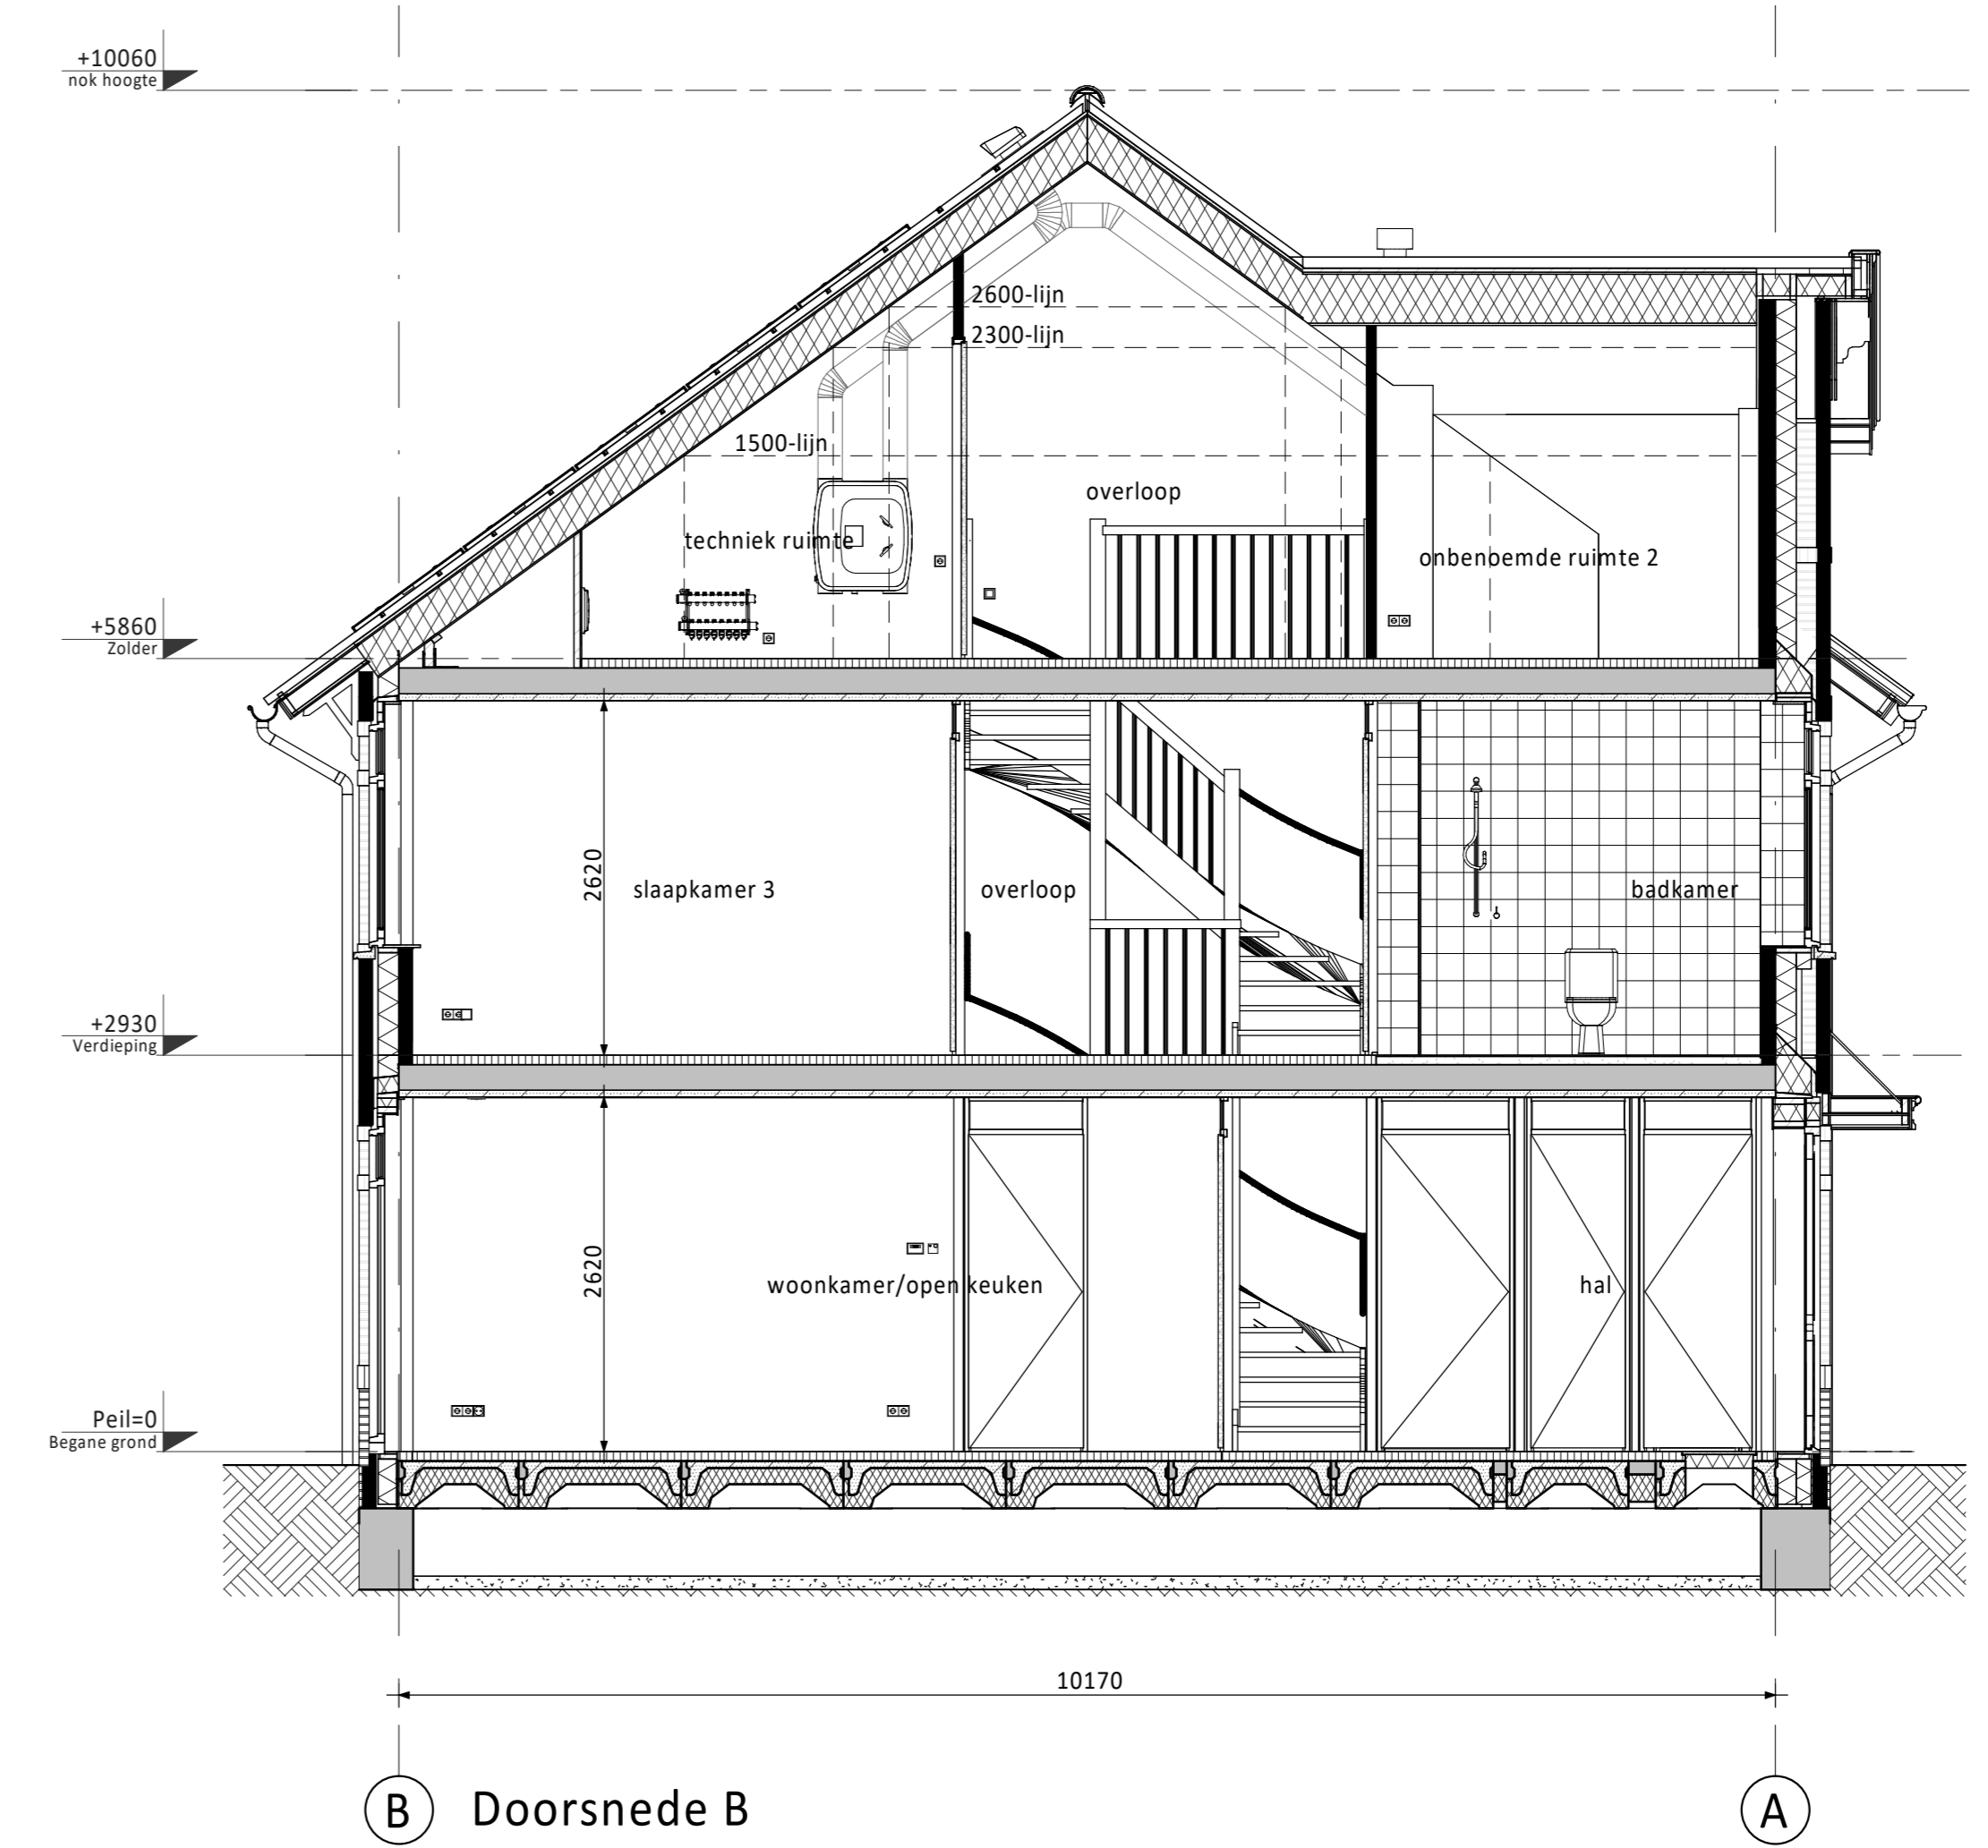 +10060
nok hoogte
2600-lijn
2300-lijn
1500-lijn
overloop
techniek ruimte
onbenoemde ruimte 2
+5860
Zolder
2620
slaapkamer 3
overloop
badkamer
+2930
Verdieping
2620
woonkamer/open keuken
hal
Peil=0
Begane grond
10170
B
Doorsnede B
A